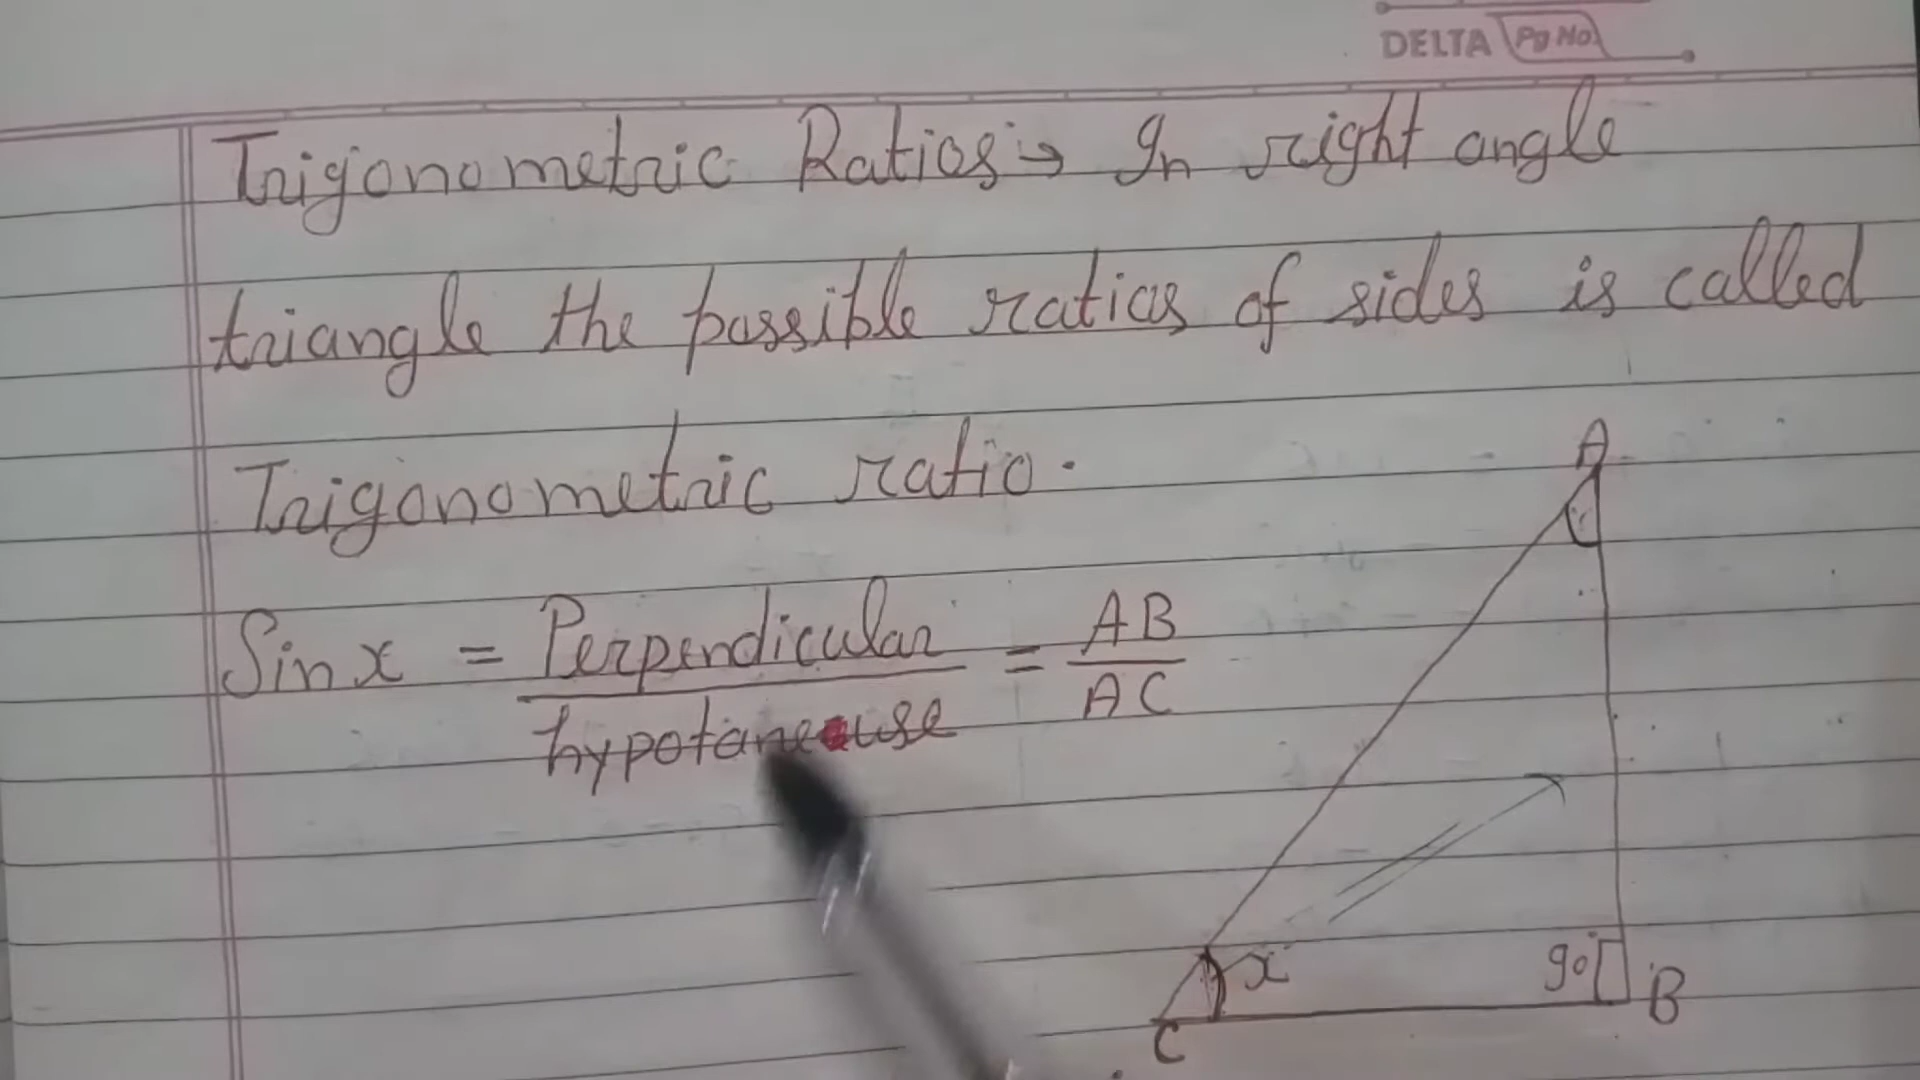 DELTA Pg No
Trigonometric Ratios:→ In right angle
triangle the possible ratios of sides is called
Trigonometric ratio.
Sin x = Perpendicular / hypotaneuse = AB / AC
A
x
90°
B
C